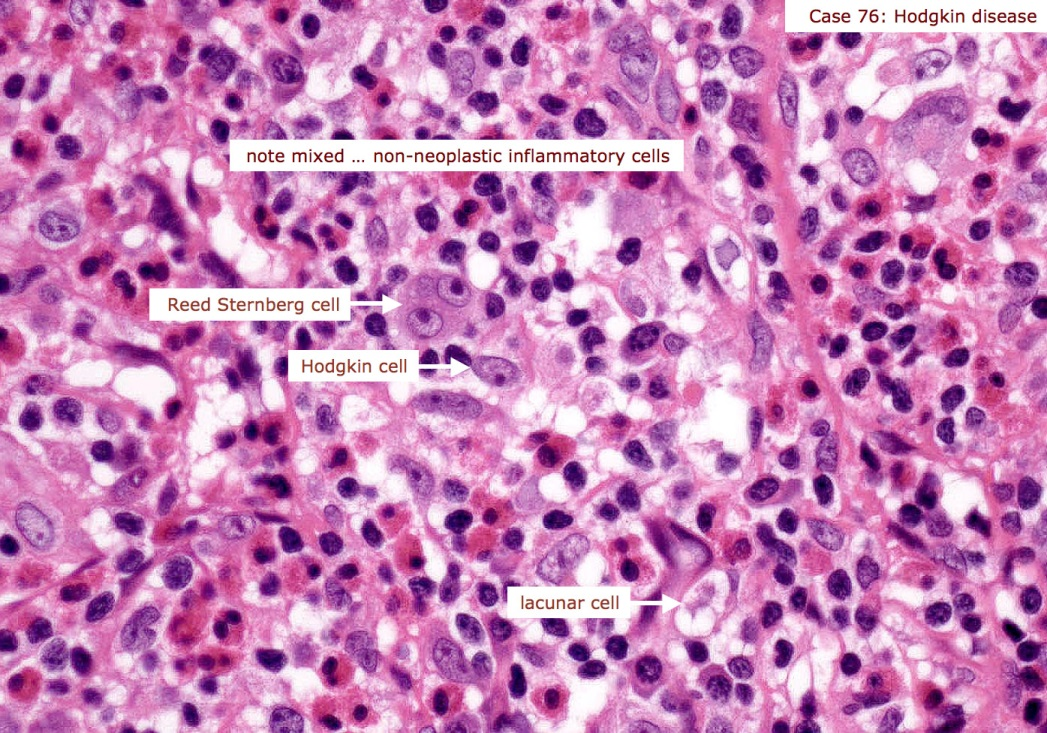 Case 76: Hodgkin disease
note mixed ... non-neoplastic inflammatory cells
Reed Sternberg cell
Hodgkin cell
lacunar cell